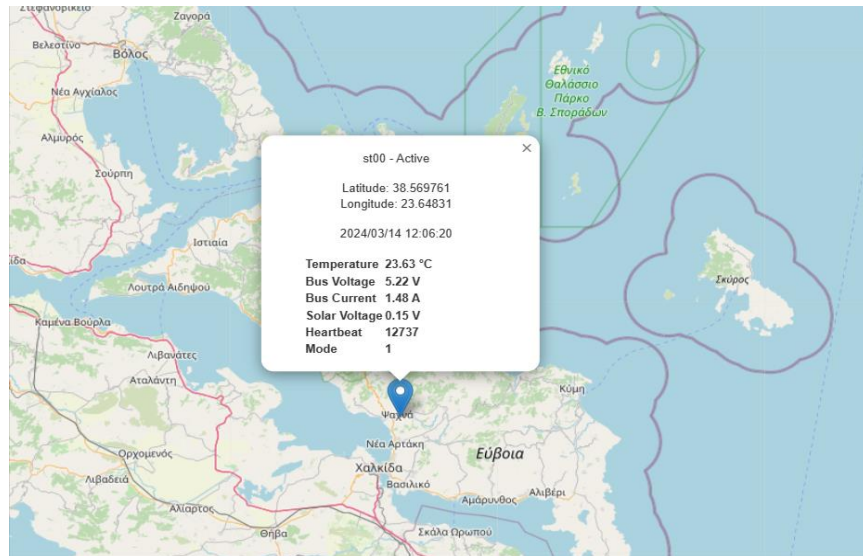 Στεφανοβίκειο
Ζαγορά
Βελεστίνο
Βόλος
Νέα Αγχίαλος
Εθνικό
Θαλάσσιο
Πάρκο
Β. Σποράδων
Αλμυρός
Σούρπη
×
st00 - Active
Latitude: 38.569761
Longitude: 23.64831
2024/03/14 12:06:20
Temperature 23.63 °C
Bus Voltage 5.22 V
Bus Current 1.48 A
Solar Voltage 0.15 V
Heartbeat 12737
Mode 1
Ιστιαία
Λουτρά Αιδηψού
Σκύρος
Καμένα Βούρλα
Λιβανάτες
Αταλάντη
Κύμη
Ψαχνά
Νέα Αρτάκη
Εύβοια
Ορχομενός
Χαλκίδα
Λιβαδειά
Βασιλικό
Αλιβέρι
Αμάρυνθος
Αλίαρτος
Θήβα
Σκάλα Ωρωπού